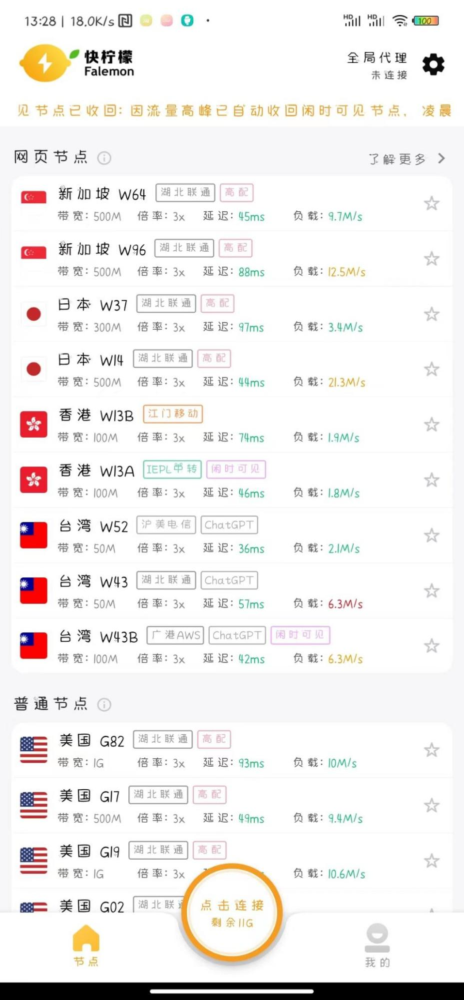 13:28 | 18.0K/s HD HD 100
快柠檬
Falemon
全局代理
未连接
见节点已收回：因流量高峰已自动收回闲时可见节点， 凌晨
网页节点
了解更多
新加坡 W64 湖北联通 高配
带宽：500M 倍率：3x 延迟：45ms 负载：9.7M/s
新加坡 W96 湖北联通 高配
带宽：500M 倍率：3x 延迟：88ms 负载：12.5M/s
日本 W37 湖北联通 高配
带宽：300M 倍率：3x 延迟：97ms 负载：3.4M/s
日本 W14 湖北联通 高配
带宽：500M 倍率：3x 延迟：44ms 负载：21.3M/s
香港 W13B 江门移动
带宽：100M 倍率：3x 延迟：74ms 负载：1.9M/s
香港 W13A IEPL中转 闲时可见
带宽：100M 倍率：3x 延迟：46ms 负载：1.8M/s
台湾 W52 沪美电信 ChatGPT
带宽：50M 倍率：3x 延迟：36ms 负载：2.1M/s
台湾 W43 湖北联通 ChatGPT
带宽：50M 倍率：3x 延迟：57ms 负载：6.3M/s
台湾 W43B 广港AWS ChatGPT 闲时可见
带宽：100M 倍率：3x 延迟：42ms 负载：6.3M/s
普通节点
美国 G82 湖北联通 高配
带宽：1G 倍率：3x 延迟：93ms 负载：10M/s
美国 G17 湖北联通 高配
带宽：500M 倍率：3x 延迟：49ms 负载：9.4M/s
美国 G19 湖北联通 高配
带宽：1G 倍率：3x 负载：10.6M/s
美国 G02 湖北联
点击连接
剩余11G
节点
我的